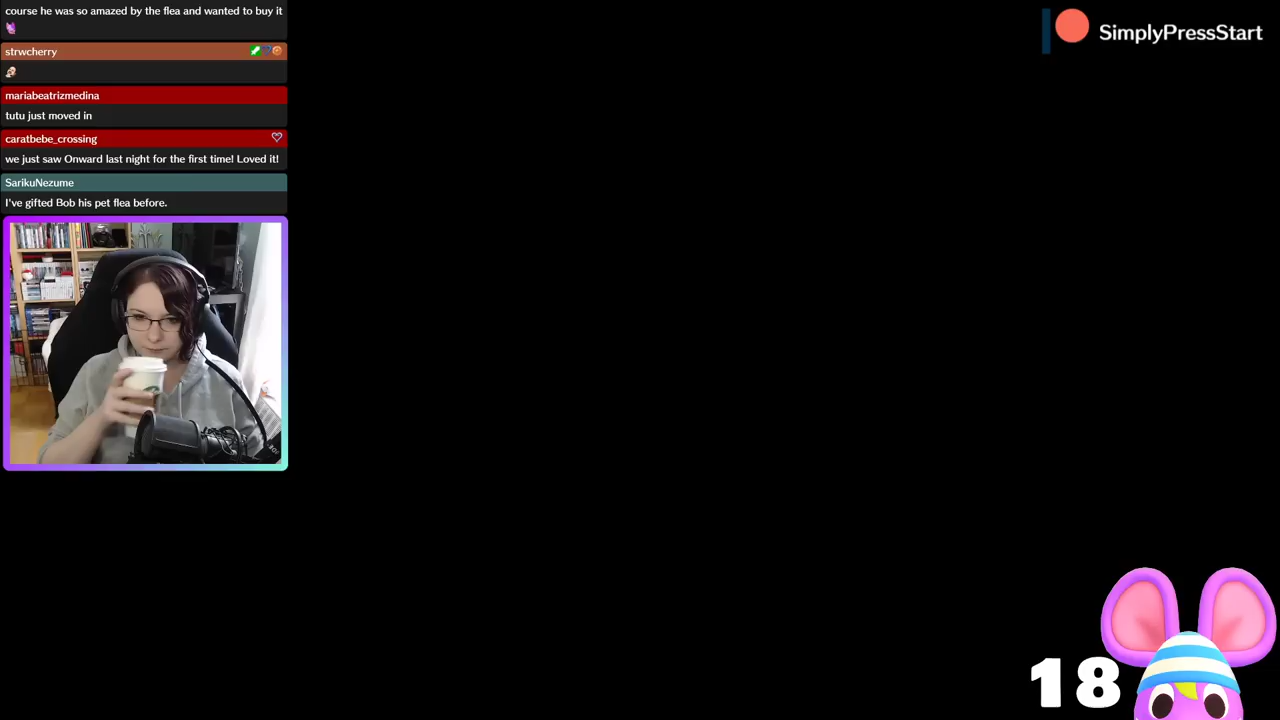 course he was so amazed by the flea and wanted to buy it
strwcherry
mariabeatrizmedina
tutu just moved in
caratbebe_crossing
we just saw Onward last night for the first time! Loved it!
SarikuNezume
I've gifted Bob his pet flea before.
SimplyPressStart
18